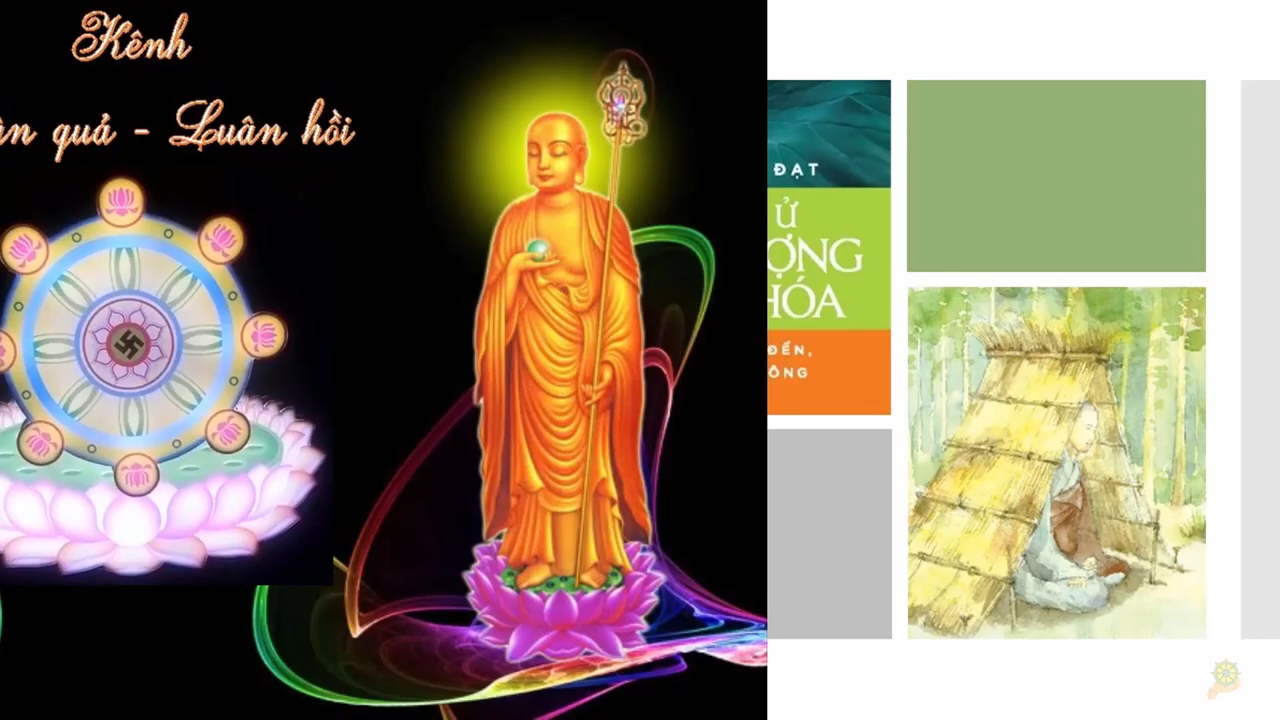 Kênh
ân quả - Luân hồi
ĐẠT
Ử
ỢNG
HÓA
ĐẾN,
ÔNG